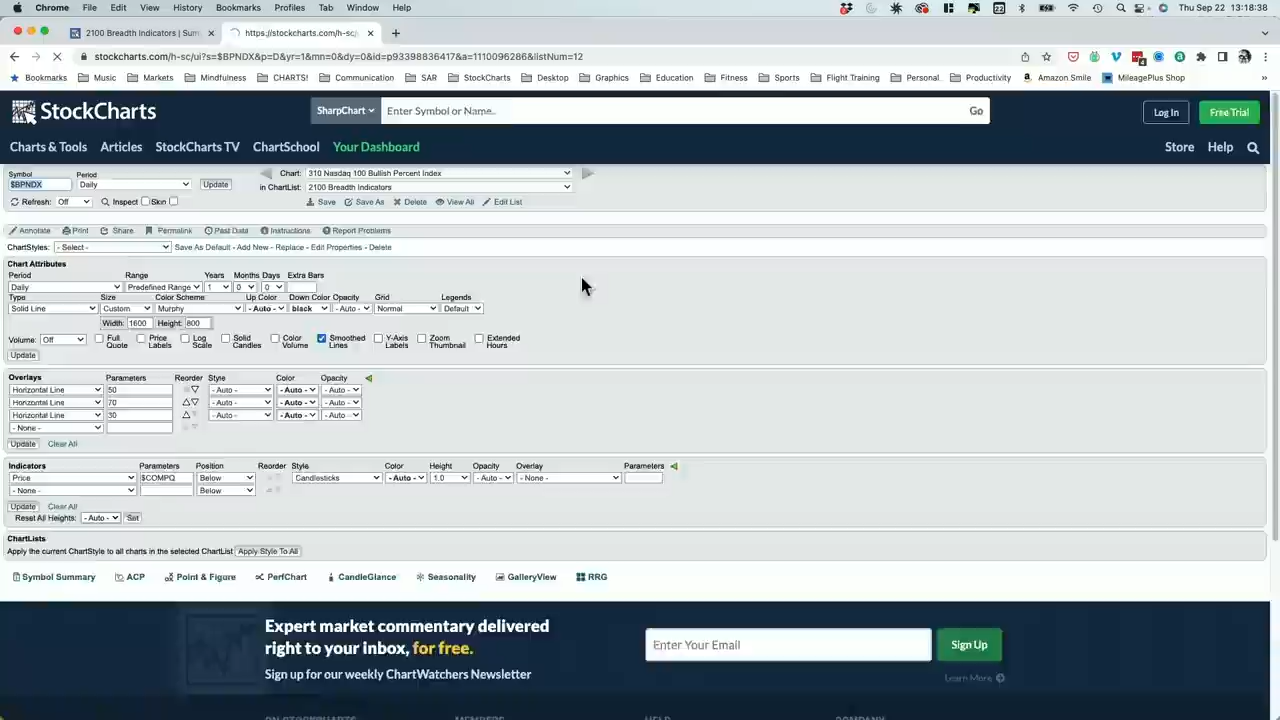 Chrome File Edit View History Bookmarks Profiles Tab Window Help Thu Sep 22 13:18:38
2100 Breadth Indicators | Sum https://stockcharts.com/h-sc/
stockcharts.com/h-sc/ui?s=$BPNDX&p=D&yr=1&mn=0&dy=0&id=p93398836417&a=1110096286&listNum=12
Bookmarks Music Markets Mindfulness CHARTS! Communication SAR StockCharts Desktop Graphics Education Fitness Sports Flight Training Personal Productivity Amazon Smile MileagePlus Shop
StockCharts SharpChart Enter Symbol or Name... Go Log In Free Trial
Charts & Tools Articles StockCharts TV ChartSchool Your Dashboard Store Help
Symbol Period Chart: 310 Nasdaq 100 Bullish Percent Index
$BPNDX Daily Update in ChartList: 2100 Breadth Indicators
Refresh: Off Inspect Skin Save Save As Delete View All Edit List
Annotate Print Share Permalink Past Data Instructions Report Problems
ChartStyles: - Select - Save As Default - Add New - Replace - Edit Properties - Delete
Chart Attributes
Period Range Years Months Days Extra Bars
Daily Predefined Range 1 0 0
Type Size Color Scheme Up Color Down Color Opacity Grid Legends
Solid Line Custom Murphy - Auto - black - Auto - Normal Default
Width: 1600 Height: 800
Volume: Off Full Quote Price Labels Log Scale Solid Candles Color Volume Smoothed Lines Y-Axis Labels Zoom Thumbnail Extended Hours
Update
Overlays Parameters Reorder Style Color Opacity
Horizontal Line 50 - Auto - - Auto - - Auto -
Horizontal Line 70 - Auto - - Auto - - Auto -
Horizontal Line 30 - Auto - - Auto - - Auto -
- None -
Update Clear All
Indicators Parameters Position Reorder Style Color Height Opacity Overlay Parameters
Price $COMPQ Below Candlesticks - Auto - 1.0 - Auto - - None -
- None - Below
Update Clear All
Reset All Heights: - Auto - Set
ChartLists
Apply the current ChartStyle to all charts in the selected ChartList Apply Style To All
Symbol Summary ACP Point & Figure PerfChart CandleGlance Seasonality GalleryView RRG
Expert market commentary delivered
right to your inbox, for free.
Sign up for our weekly ChartWatchers Newsletter
Enter Your Email Sign Up
Learn More
ON STOCKCHARTS MEMBERS HELP COMPANY